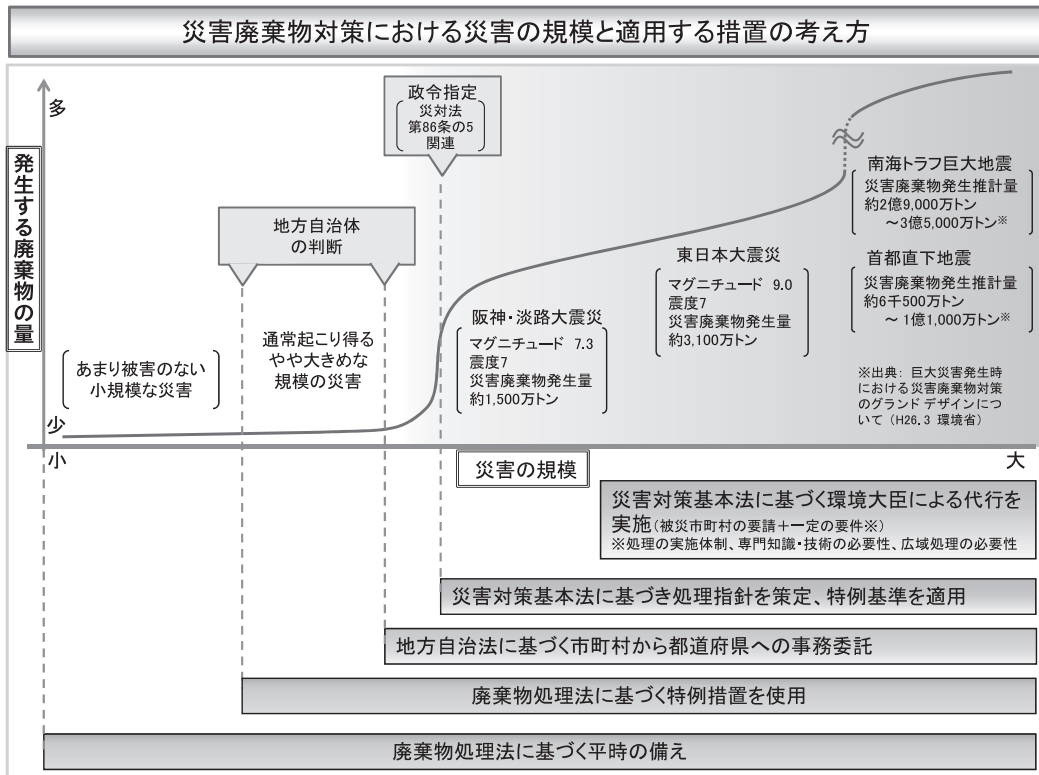 災害廃棄物対策における災害の規模と適用する措置の考え方
多
発生する廃棄物の量
少
小
災害の規模
大
政令指定
災対法
第86条の5
関連
地方自治体
の判断
あまり被害のない
小規模な災害
通常起こり得る
やや大きめな
規模の災害
阪神・淡路大震災
マグニチュード 7.3
震度7
災害廃棄物発生量
約1,500万トン
東日本大震災
マグニチュード 9.0
震度7
災害廃棄物発生量
約3,100万トン
南海トラフ巨大地震
災害廃棄物発生推計量
約2億9,000万トン
～3億5,000万トン※
首都直下地震
災害廃棄物発生推計量
約6千500万トン
～ 1億1,000万トン※
※出典: 巨大災害発生時
における災害廃棄物対策
のグランドデザインにつ
いて (H26.3 環境省)
災害対策基本法に基づく環境大臣による代行を
実施(被災市町村の要請+一定の要件※)
※処理の実施体制、専門知識・技術の必要性、広域処理の必要性
災害対策基本法に基づき処理指針を策定、特例基準を適用
地方自治法に基づく市町村から都道府県への事務委託
廃棄物処理法に基づく特例措置を使用
廃棄物処理法に基づく平時の備え